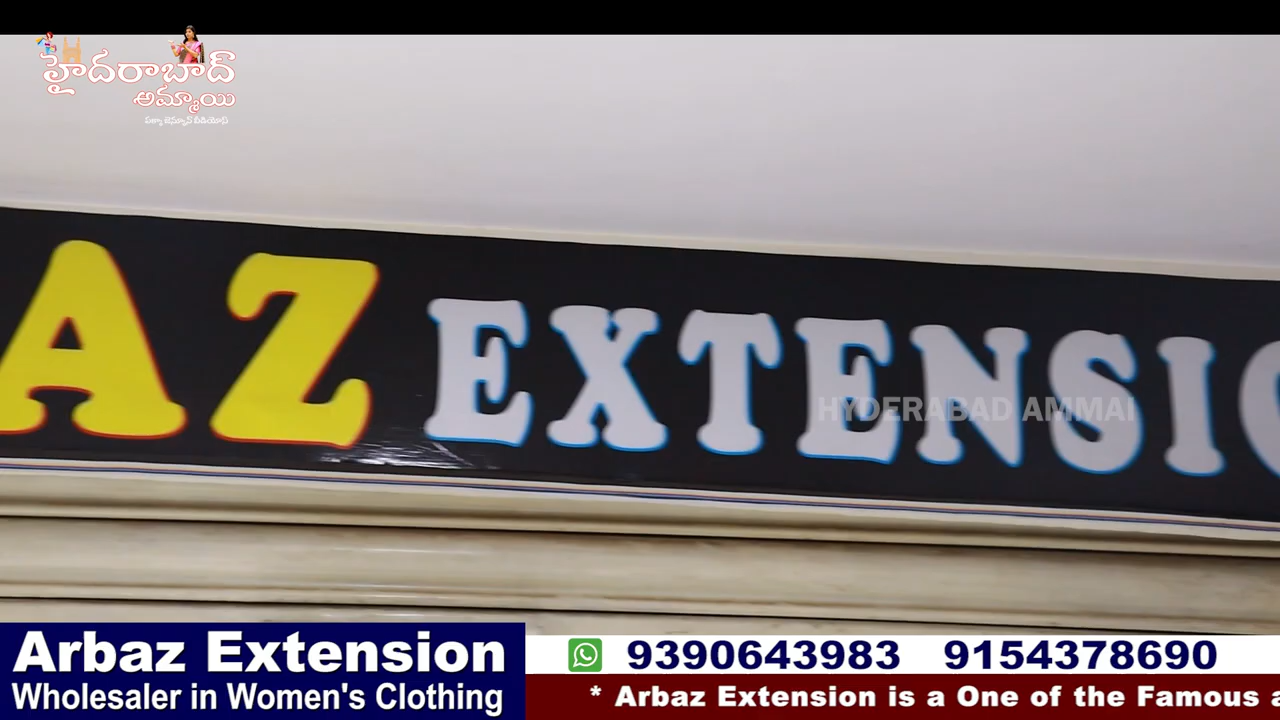 హైదరాబాద్
అమ్మాయి
AZ EXTENSIO
HYDERABAD AMMAI
Arbaz Extension
9390643983 9154378690
Wholesaler in Women's Clothing
* Arbaz Extension is a One of the Famous a